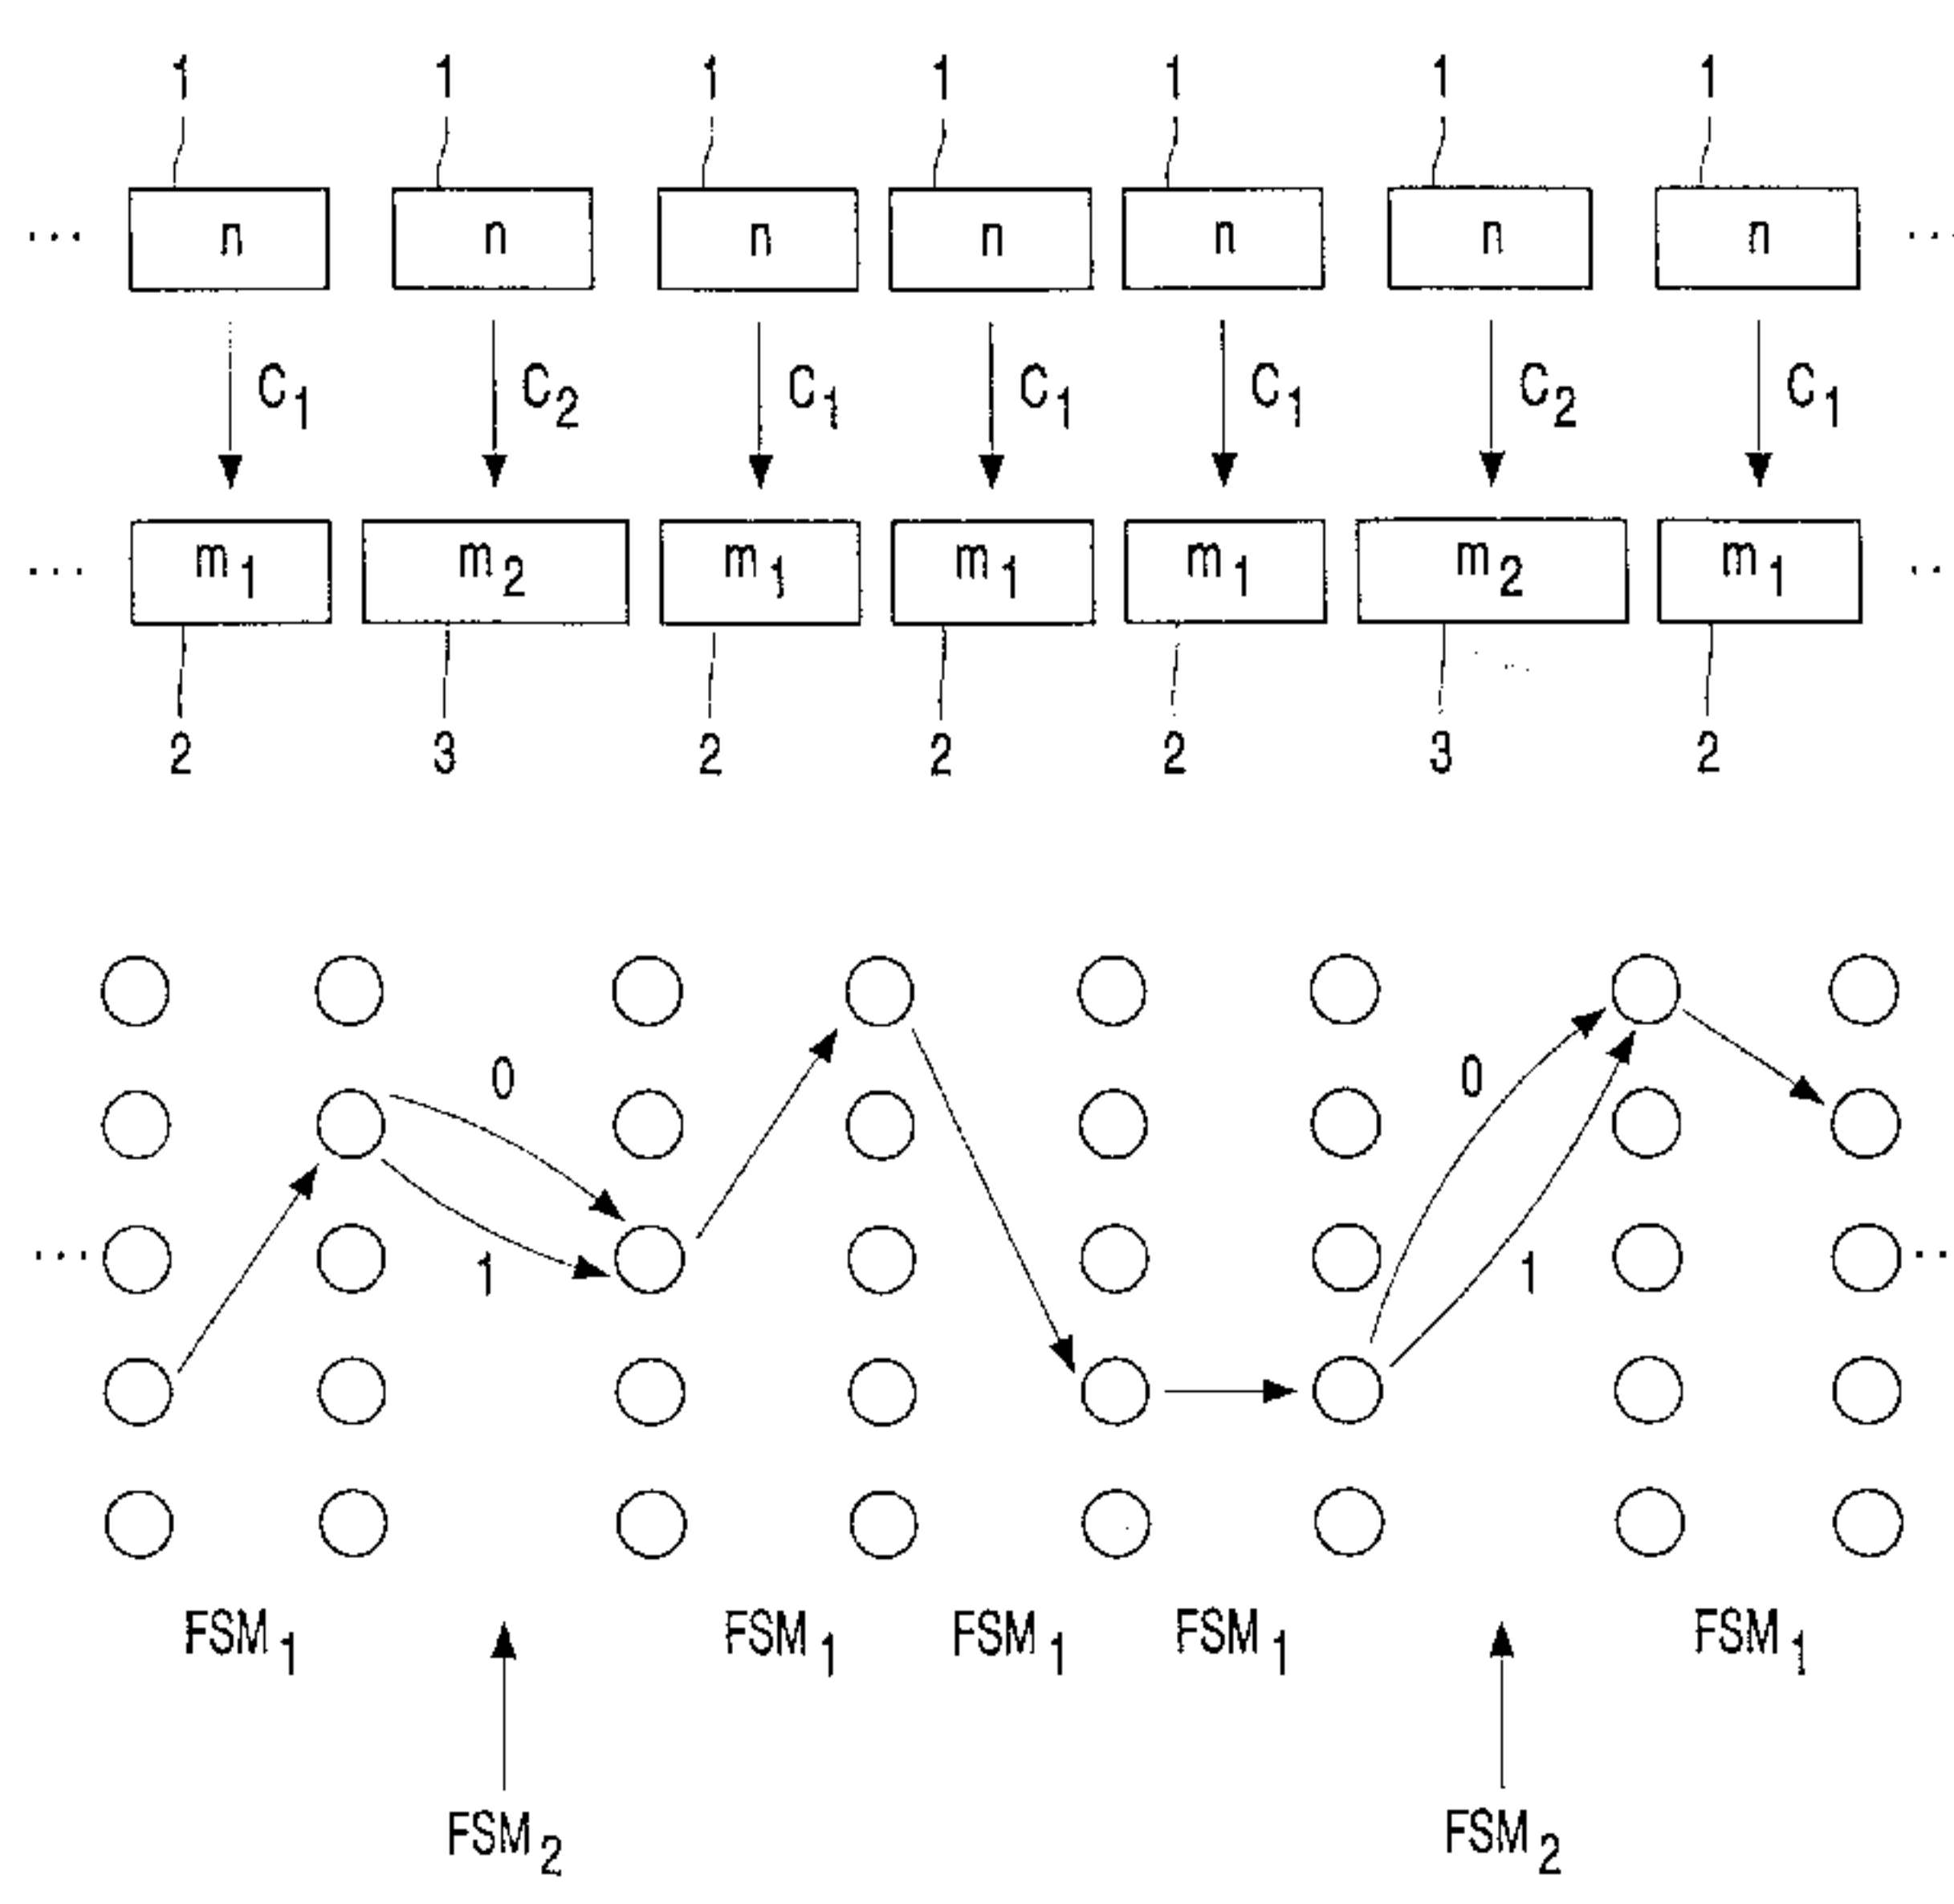 1 1 1 1 1 1 1
... n n n n n n n ...
C1 C2 C1 C1 C1 C2 C1
... m1 m2 m1 m1 m1 m2 m1 ...
2 3 2 2 2 3 2
0 0
... 1 1 ...
FSM1 FSM1 FSM1 FSM1 FSM1
FSM2 FSM2